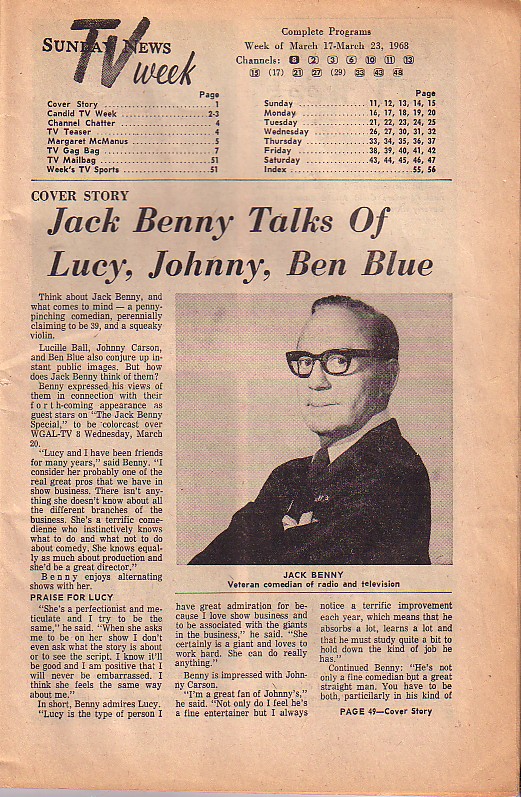 SUNDAY NEWS
TV week
Complete Programs
Week of March 17-March 23, 1968
Channels: 8 2 3 6 10 11 13
15 (17) 21 27 (29) 33 43 48
Page
Cover Story 1
Candid TV Week 2-3
Channel Chatter 4
TV Teaser 4
Margaret McManus 5
TV Gag Bag 7
TV Mailbag 51
Week's TV Sports 51
Page
Sunday 11, 12, 13, 14, 15
Monday 16, 17, 18, 19, 20
Tuesday 21, 22, 23, 24, 25
Wednesday 26, 27, 30, 31, 32
Thursday 33, 34, 35, 36, 37
Friday 38, 39, 40, 41, 42
Saturday 43, 44, 45, 46, 47
Index 55, 56
COVER STORY
Jack Benny Talks Of
Lucy, Johnny, Ben Blue
Think about Jack Benny, and
what comes to mind — a penny-
pinching comedian, perennially
claiming to be 39, and a squeaky
violin.
Lucille Ball, Johnny Carson,
and Ben Blue also conjure up in-
stant public images. But how
does Jack Benny think of them?
Benny expressed his views of
them in connection with their
forth-coming appearance as
guest stars on "The Jack Benny
Special," to be colorcast over
WGAL-TV 8 Wednesday, March
20.
"Lucy and I have been friends
for many years," said Benny. "I
consider her probably one of the
real great pros that we have in
show business. There isn't any-
thing she doesn't know about all
the different branches of the
business. She's a terrific come-
dienne who instinctively knows
what to do and what not to do
about comedy. She knows equal-
ly as much about production and
she'd be a great director."
Benny enjoys alternating
shows with her.
PRAISE FOR LUCY
"She's a perfectionist and me-
ticulate and I try to be the
same," he said. "When she asks
me to be on her show I don't
even ask what the story is about
or to see the script. I know it'll
be good and I am positive that I
will never be embarrassed. I
think she feels the same way
about me."
In short, Benny admires Lucy.
"Lucy is the type of person I
JACK BENNY
Veteran comedian of radio and television
have great admiration for be-
cause I love show business and
to be associated with the giants
in the business," he said. "She
certainly is a giant and loves to
work hard. She can do really
anything."
Benny is impressed with John-
ny Carson.
"I'm a great fan of Johnny's,"
he said. "Not only do I feel he's
a fine entertainer but I always
notice a terrific improvement
each year, which means that he
absorbs a lot, learns a lot and
that he must study quite a bit to
hold down the kind of job he
has."
Continued Benny: "He's not
only a fine comedian but a great
straight man. You have to be
both, particilarly in his kind of
PAGE 49—Cover Story